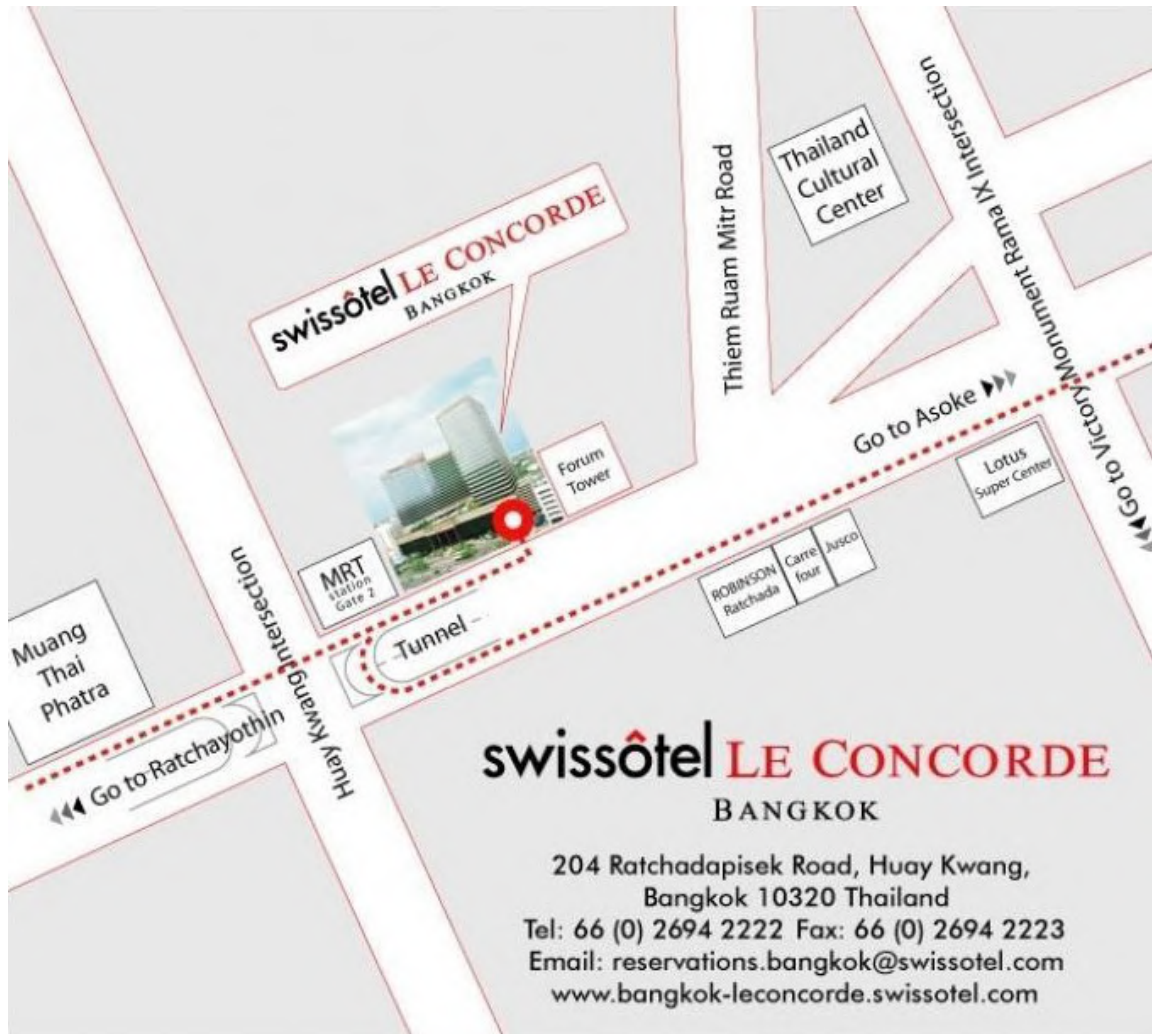 Thailand
Cultural
Center
Thiem Ruam Mitr Road
Monument Rama IX Intersection
Go to Victory
swissôtel LE CONCORDE
BANGKOK
Go to Asoke
Forum
Tower
Lotus
Super Center
MRT
station
Gate 2
ROBINSON
Ratchada
Carre
four
Jusco
Tunnel
Muang
Thai
Phatra
Huay Kwang Intersection
Go to Ratchayothin
swissôtel LE CONCORDE
BANGKOK
204 Ratchadapisek Road, Huay Kwang,
Bangkok 10320 Thailand
Tel: 66 (0) 2694 2222 Fax: 66 (0) 2694 2223
Email: reservations.bangkok@swissotel.com
www.bangkok-leconcorde.swissotel.com